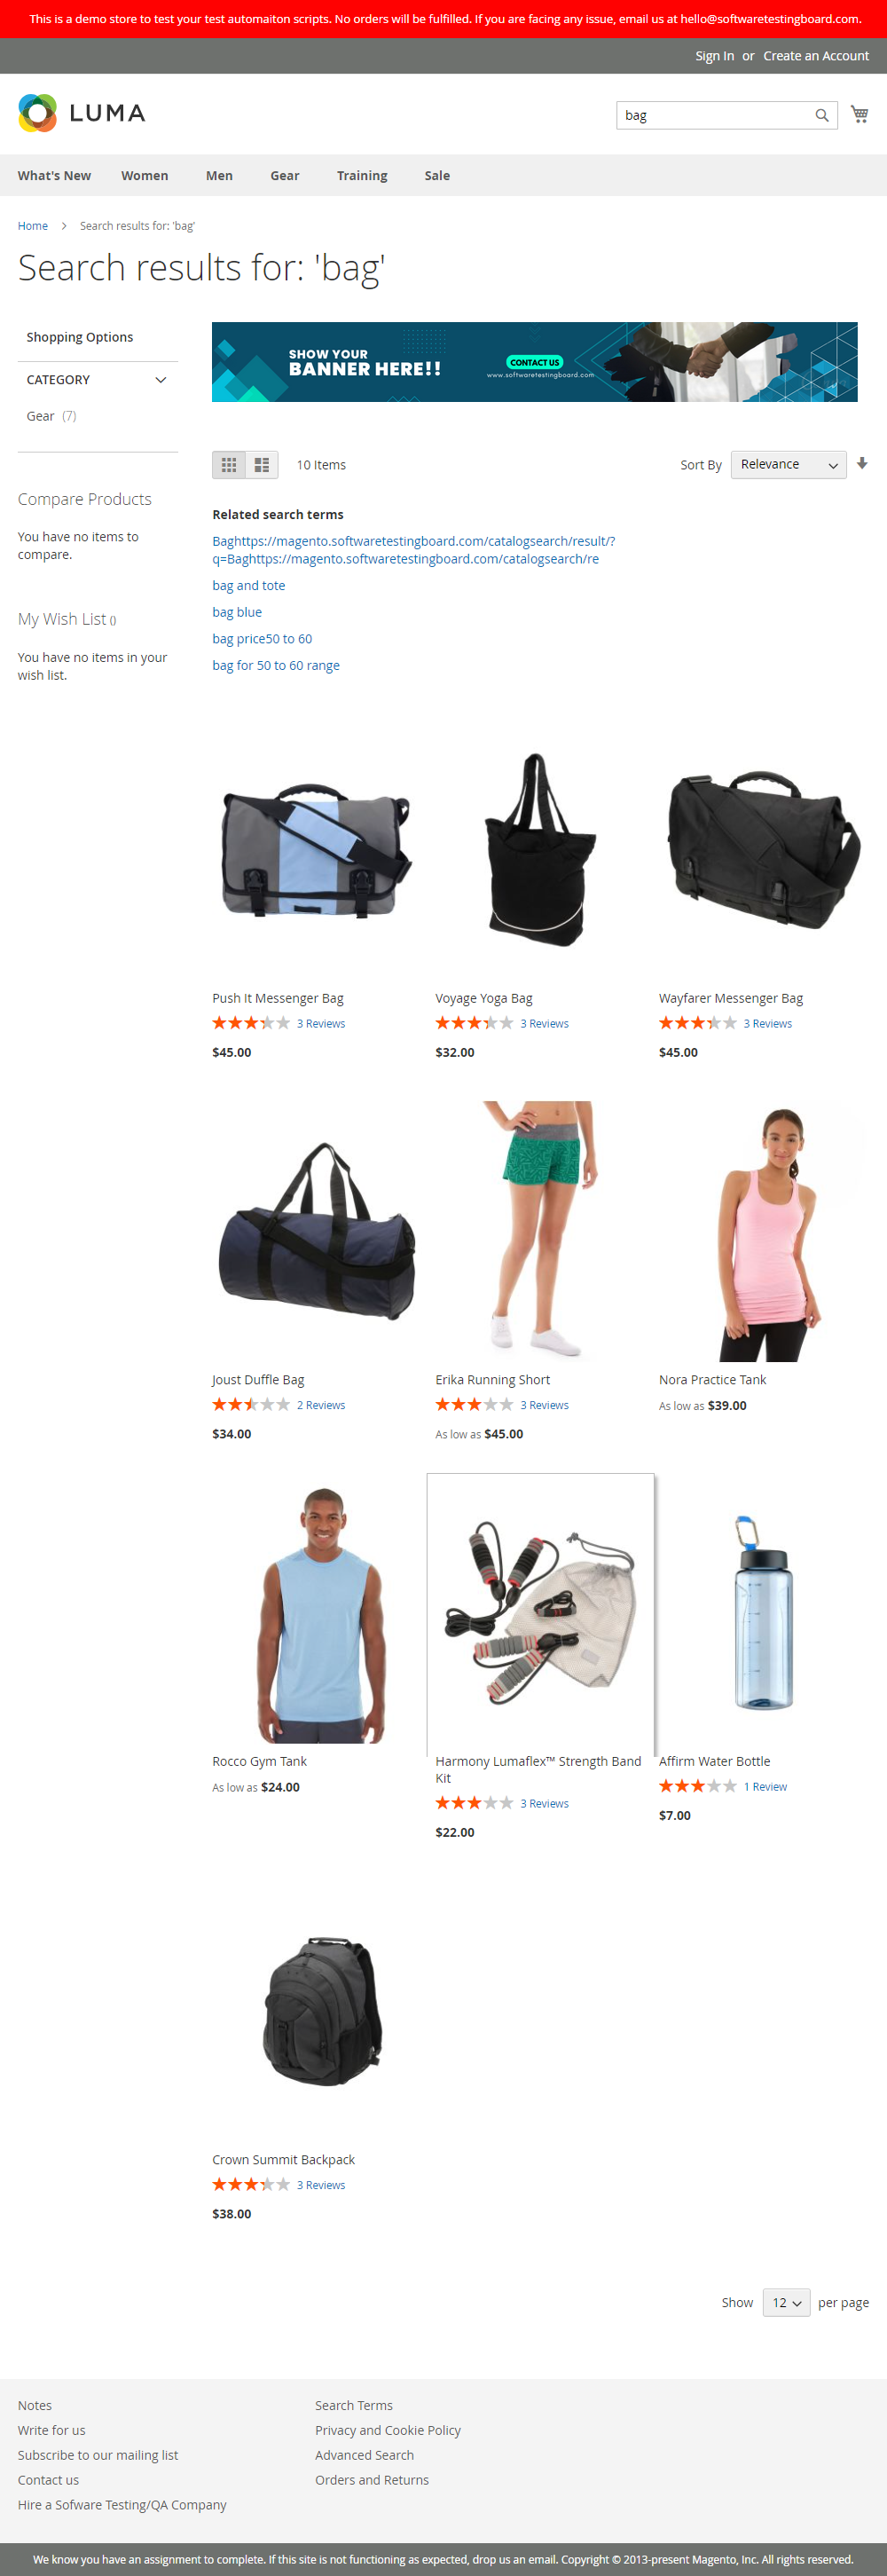 This is a demo store to test your test automaiton scripts. No orders will be fulfilled. If you are facing any issue, email us at hello@softwaretestingboard.com.
Sign In or Create an Account
LUMA
bag
What's New Women Men Gear Training Sale
Home > Search results for: 'bag'
Search results for: 'bag'
Shopping Options
CATEGORY
Gear (7)
Compare Products
You have no items to
compare.
My Wish List ()
You have no items in your
wish list.
SHOW YOUR
BANNER HERE!!
CONTACT US
www.softwaretestingboard.com
10 Items
Sort By Relevance
Related search terms
Baghttps://magento.softwaretestingboard.com/catalogsearch/result/?
q=Baghttps://magento.softwaretestingboard.com/catalogsearch/re
bag and tote
bag blue
bag price50 to 60
bag for 50 to 60 range
Push It Messenger Bag
3 Reviews
$45.00
Voyage Yoga Bag
3 Reviews
$32.00
Wayfarer Messenger Bag
3 Reviews
$45.00
Joust Duffle Bag
2 Reviews
$34.00
Erika Running Short
3 Reviews
As low as $45.00
Nora Practice Tank
As low as $39.00
Rocco Gym Tank
As low as $24.00
Harmony Lumaflex™ Strength Band
Kit
3 Reviews
$22.00
Affirm Water Bottle
1 Review
$7.00
Crown Summit Backpack
3 Reviews
$38.00
Show 12 per page
Notes
Write for us
Subscribe to our mailing list
Contact us
Hire a Sofware Testing/QA Company
Search Terms
Privacy and Cookie Policy
Advanced Search
Orders and Returns
We know you have an assignment to complete. If this site is not functioning as expected, drop us an email. Copyright © 2013-present Magento, Inc. All rights reserved.